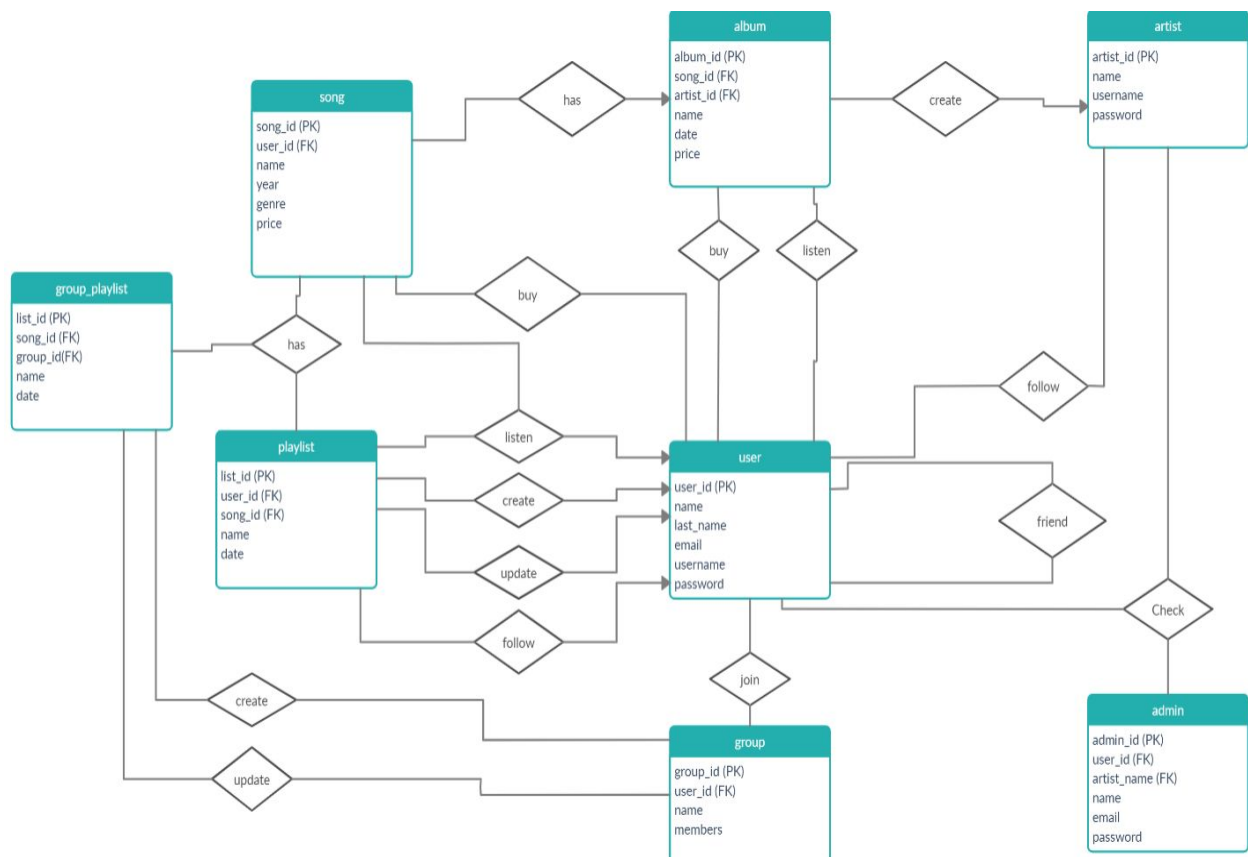 album
album_id (PK)
song_id (FK)
artist_id (FK)
name
date
price
artist
artist_id (PK)
name
username
password
song
song_id (PK)
user_id (FK)
name
year
genre
price
has
create
buy
listen
buy
group_playlist
list_id (PK)
song_id (FK)
group_id(FK)
name
date
has
follow
playlist
list_id (PK)
user_id (FK)
song_id (FK)
name
date
listen
create
update
follow
user
user_id (PK)
name
last_name
email
username
password
friend
Check
join
create
update
group
group_id (PK)
user_id (FK)
name
members
admin
admin_id (PK)
user_id (FK)
artist_name (FK)
name
email
password